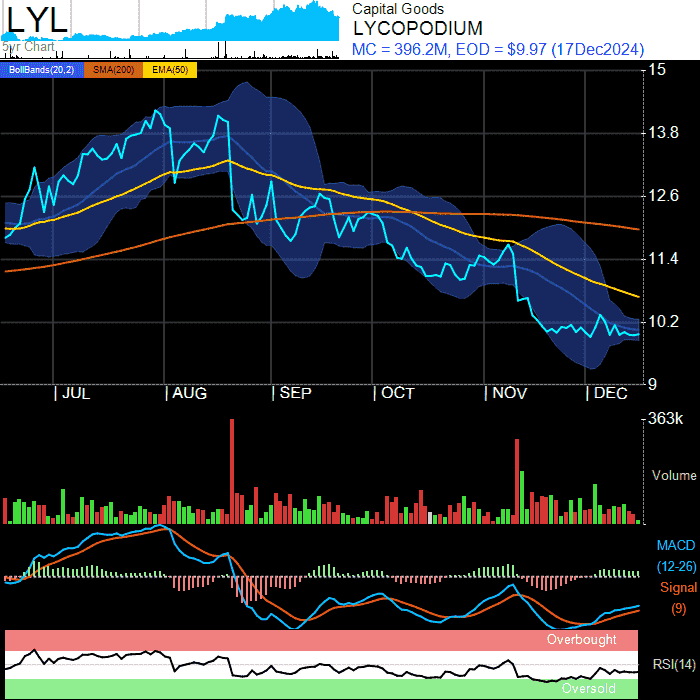 LYL
5yr Chart
Capital Goods
LYCOPODIUM
MC = 396.2M, EOD = $9.97 (17Dec2024)
BollBands(20,2) SMA(200) EMA(50)
15
13.8
12.6
11.4
10.2
9
| JUL | AUG | SEP | OCT | NOV | DEC
363k
Volume
MACD
(12-26)
Signal
(9)
Overbought
RSI(14)
Oversold